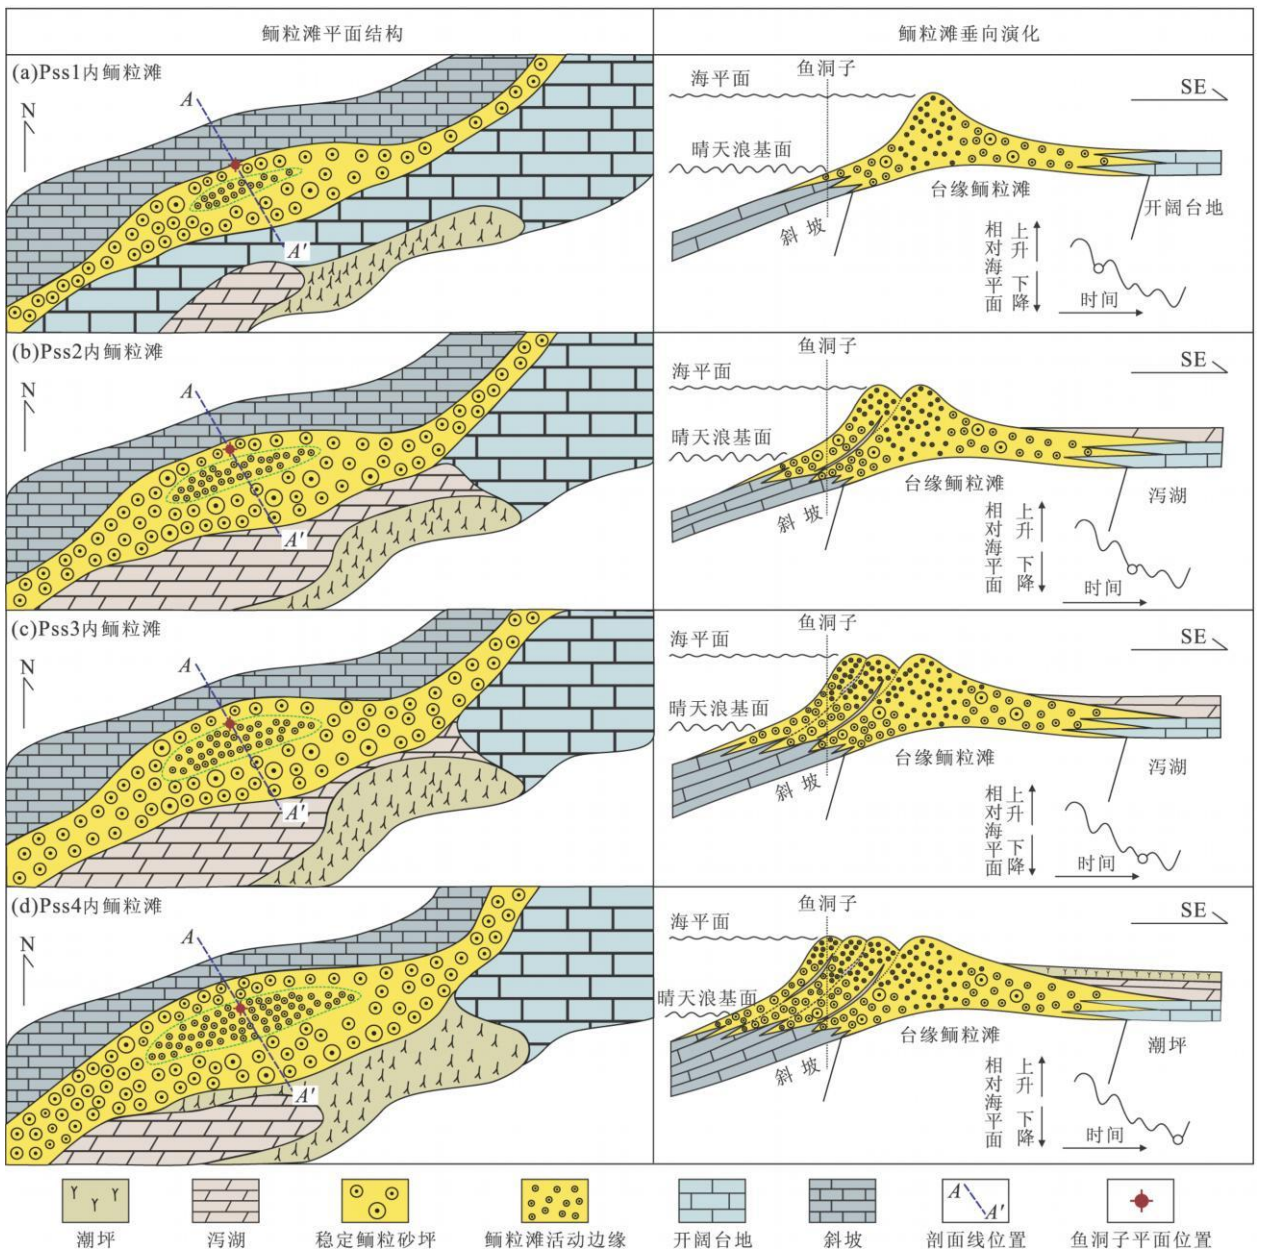 鲕粒滩平面结构
鲕粒滩垂向演化
(a)Pss1内鲕粒滩
N
A
A'
鱼洞子
海平面
SE
晴天浪基面
台缘鲕粒滩
斜坡
开阔台地
相对海平面
上升
下降
时间
(b)Pss2内鲕粒滩
N
A
A'
鱼洞子
海平面
SE
晴天浪基面
台缘鲕粒滩
斜坡
泻湖
相对海平面
上升
下降
时间
(c)Pss3内鲕粒滩
N
A
A'
鱼洞子
海平面
SE
晴天浪基面
台缘鲕粒滩
斜坡
泻湖
相对海平面
上升
下降
时间
(d)Pss4内鲕粒滩
N
A
A'
鱼洞子
海平面
SE
晴天浪基面
台缘鲕粒滩
斜坡
潮坪
相对海平面
上升
下降
时间
A
A'
潮坪
泻湖
稳定鲕粒砂坪
鲕粒滩活动边缘
开阔台地
斜坡
剖面线位置
鱼洞子平面位置